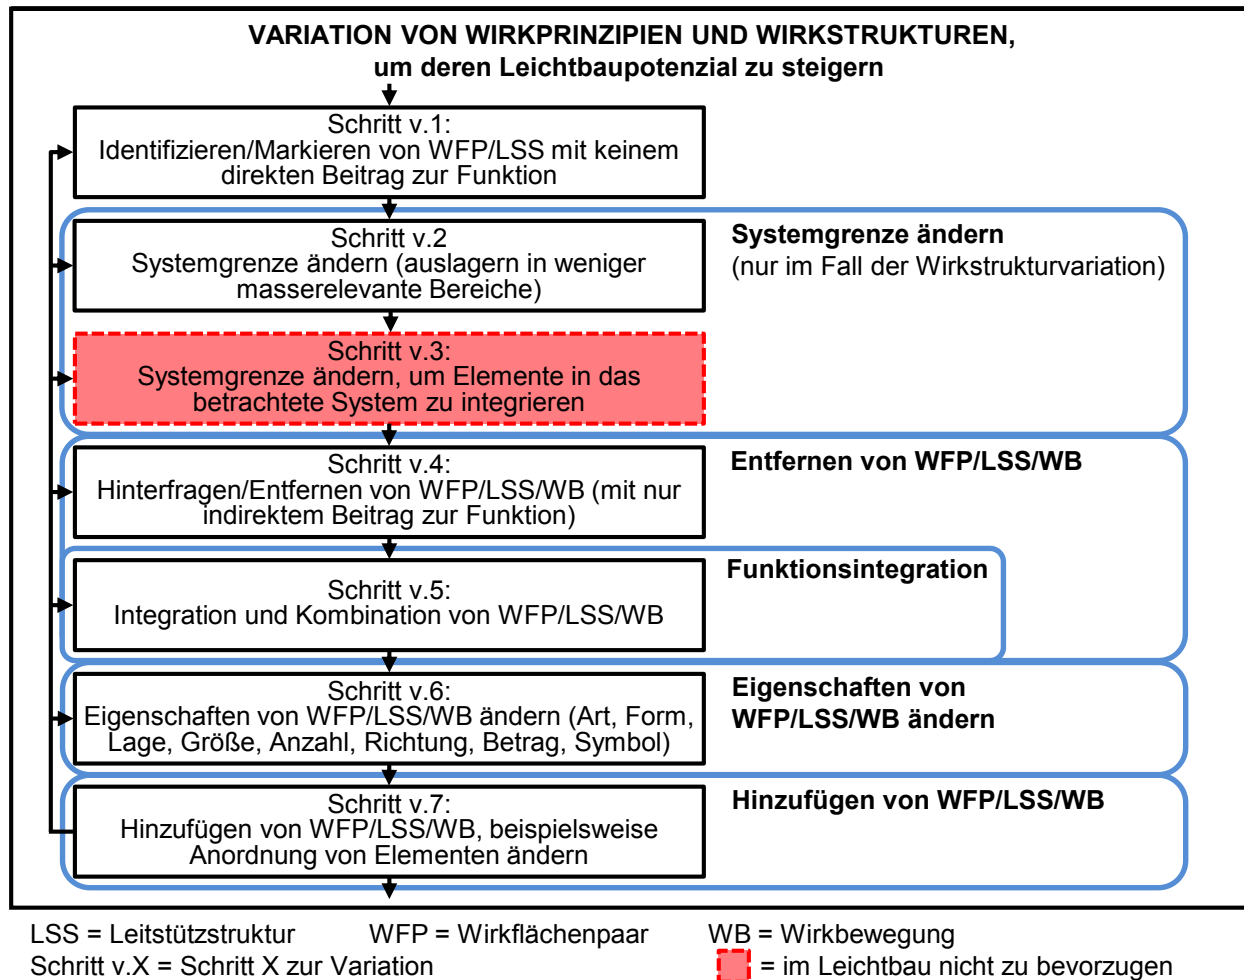 VARIATION VON WIRKPRINZIPIEN UND WIRKSTRUKTUREN,
um deren Leichtbaupotenzial zu steigern
Schritt v.1:
Identifizieren/Markieren von WFP/LSS mit keinem
direkten Beitrag zur Funktion
Schritt v.2
Systemgrenze ändern (auslagern in weniger
masserelevante Bereiche)
Systemgrenze ändern
(nur im Fall der Wirkstrukturvariation)
Schritt v.3:
Systemgrenze ändern, um Elemente in das
betrachtete System zu integrieren
Schritt v.4:
Hinterfragen/Entfernen von WFP/LSS/WB (mit nur
indirektem Beitrag zur Funktion)
Entfernen von WFP/LSS/WB
Schritt v.5:
Integration und Kombination von WFP/LSS/WB
Funktionsintegration
Schritt v.6:
Eigenschaften von WFP/LSS/WB ändern (Art, Form,
Lage, Größe, Anzahl, Richtung, Betrag, Symbol)
Eigenschaften von
WFP/LSS/WB ändern
Schritt v.7:
Hinzufügen von WFP/LSS/WB, beispielsweise
Anordnung von Elementen ändern
Hinzufügen von WFP/LSS/WB
LSS = Leitstützstruktur WFP = Wirkflächenpaar WB = Wirkbewegung
Schritt v.X = Schritt X zur Variation = im Leichtbau nicht zu bevorzugen